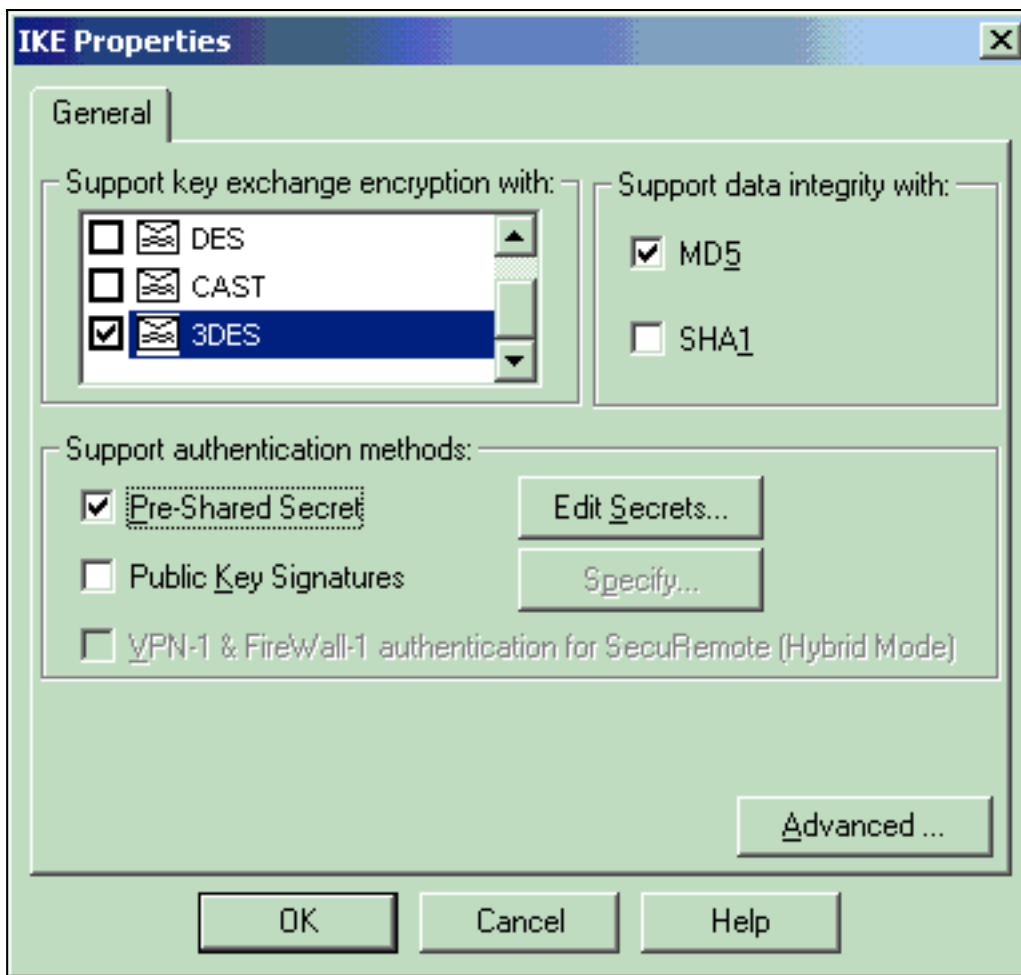 IKE Properties
General
Support key exchange encryption with:
DES
CAST
3DES
Support data integrity with:
MD5
SHA1
Support authentication methods:
Pre-Shared Secret
Edit Secrets...
Public Key Signatures
Specify...
VPN-1 & FireWall-1 authentication for SecuRemote (Hybrid Mode)
Advanced ...
OK
Cancel
Help